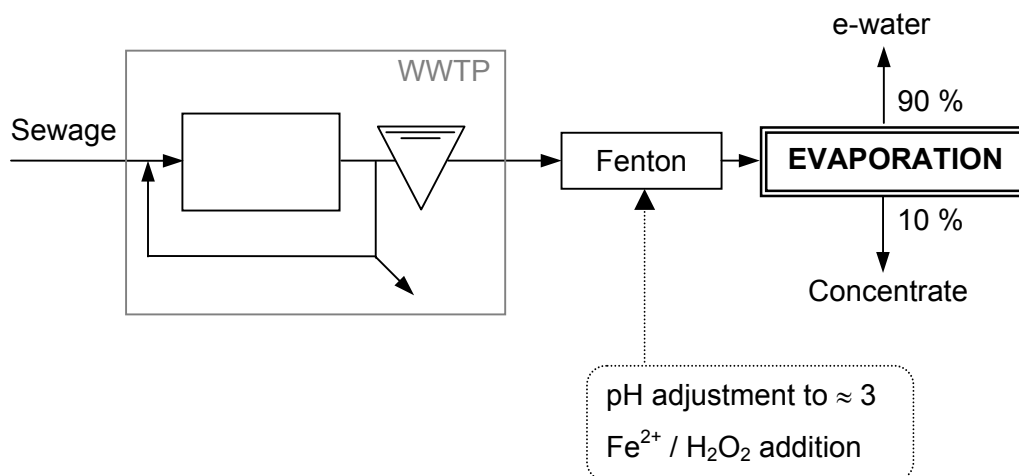 e-water
WWTP
90 %
Sewage
Fenton
EVAPORATION
10 %
Concentrate
pH adjustment to ≈ 3
Fe²⁺ / H₂O₂ addition